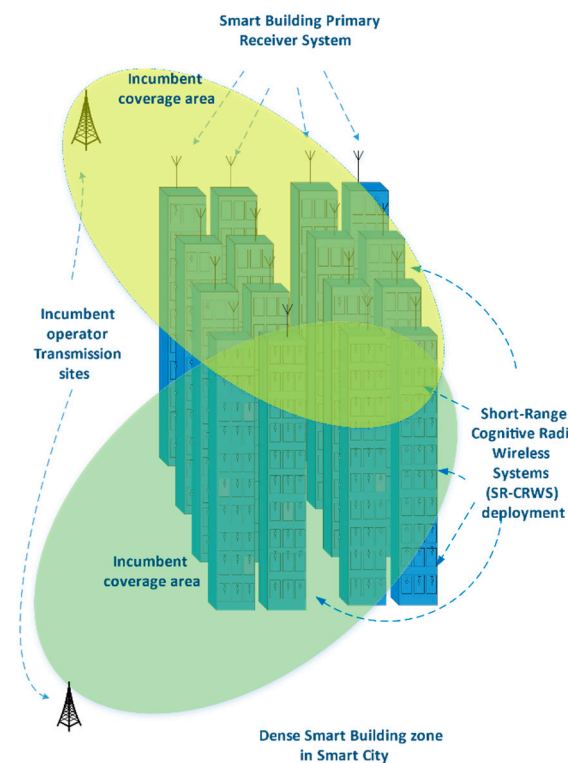 Smart Building Primary
Receiver System
Incumbent
coverage area
Incumbent
operator
Transmission
sites
Short-Range
Cognitive Radi
Wireless
Systems
(SR-CRWS)
deployment
Incumbent
coverage area
Dense Smart Building zone
in Smart City